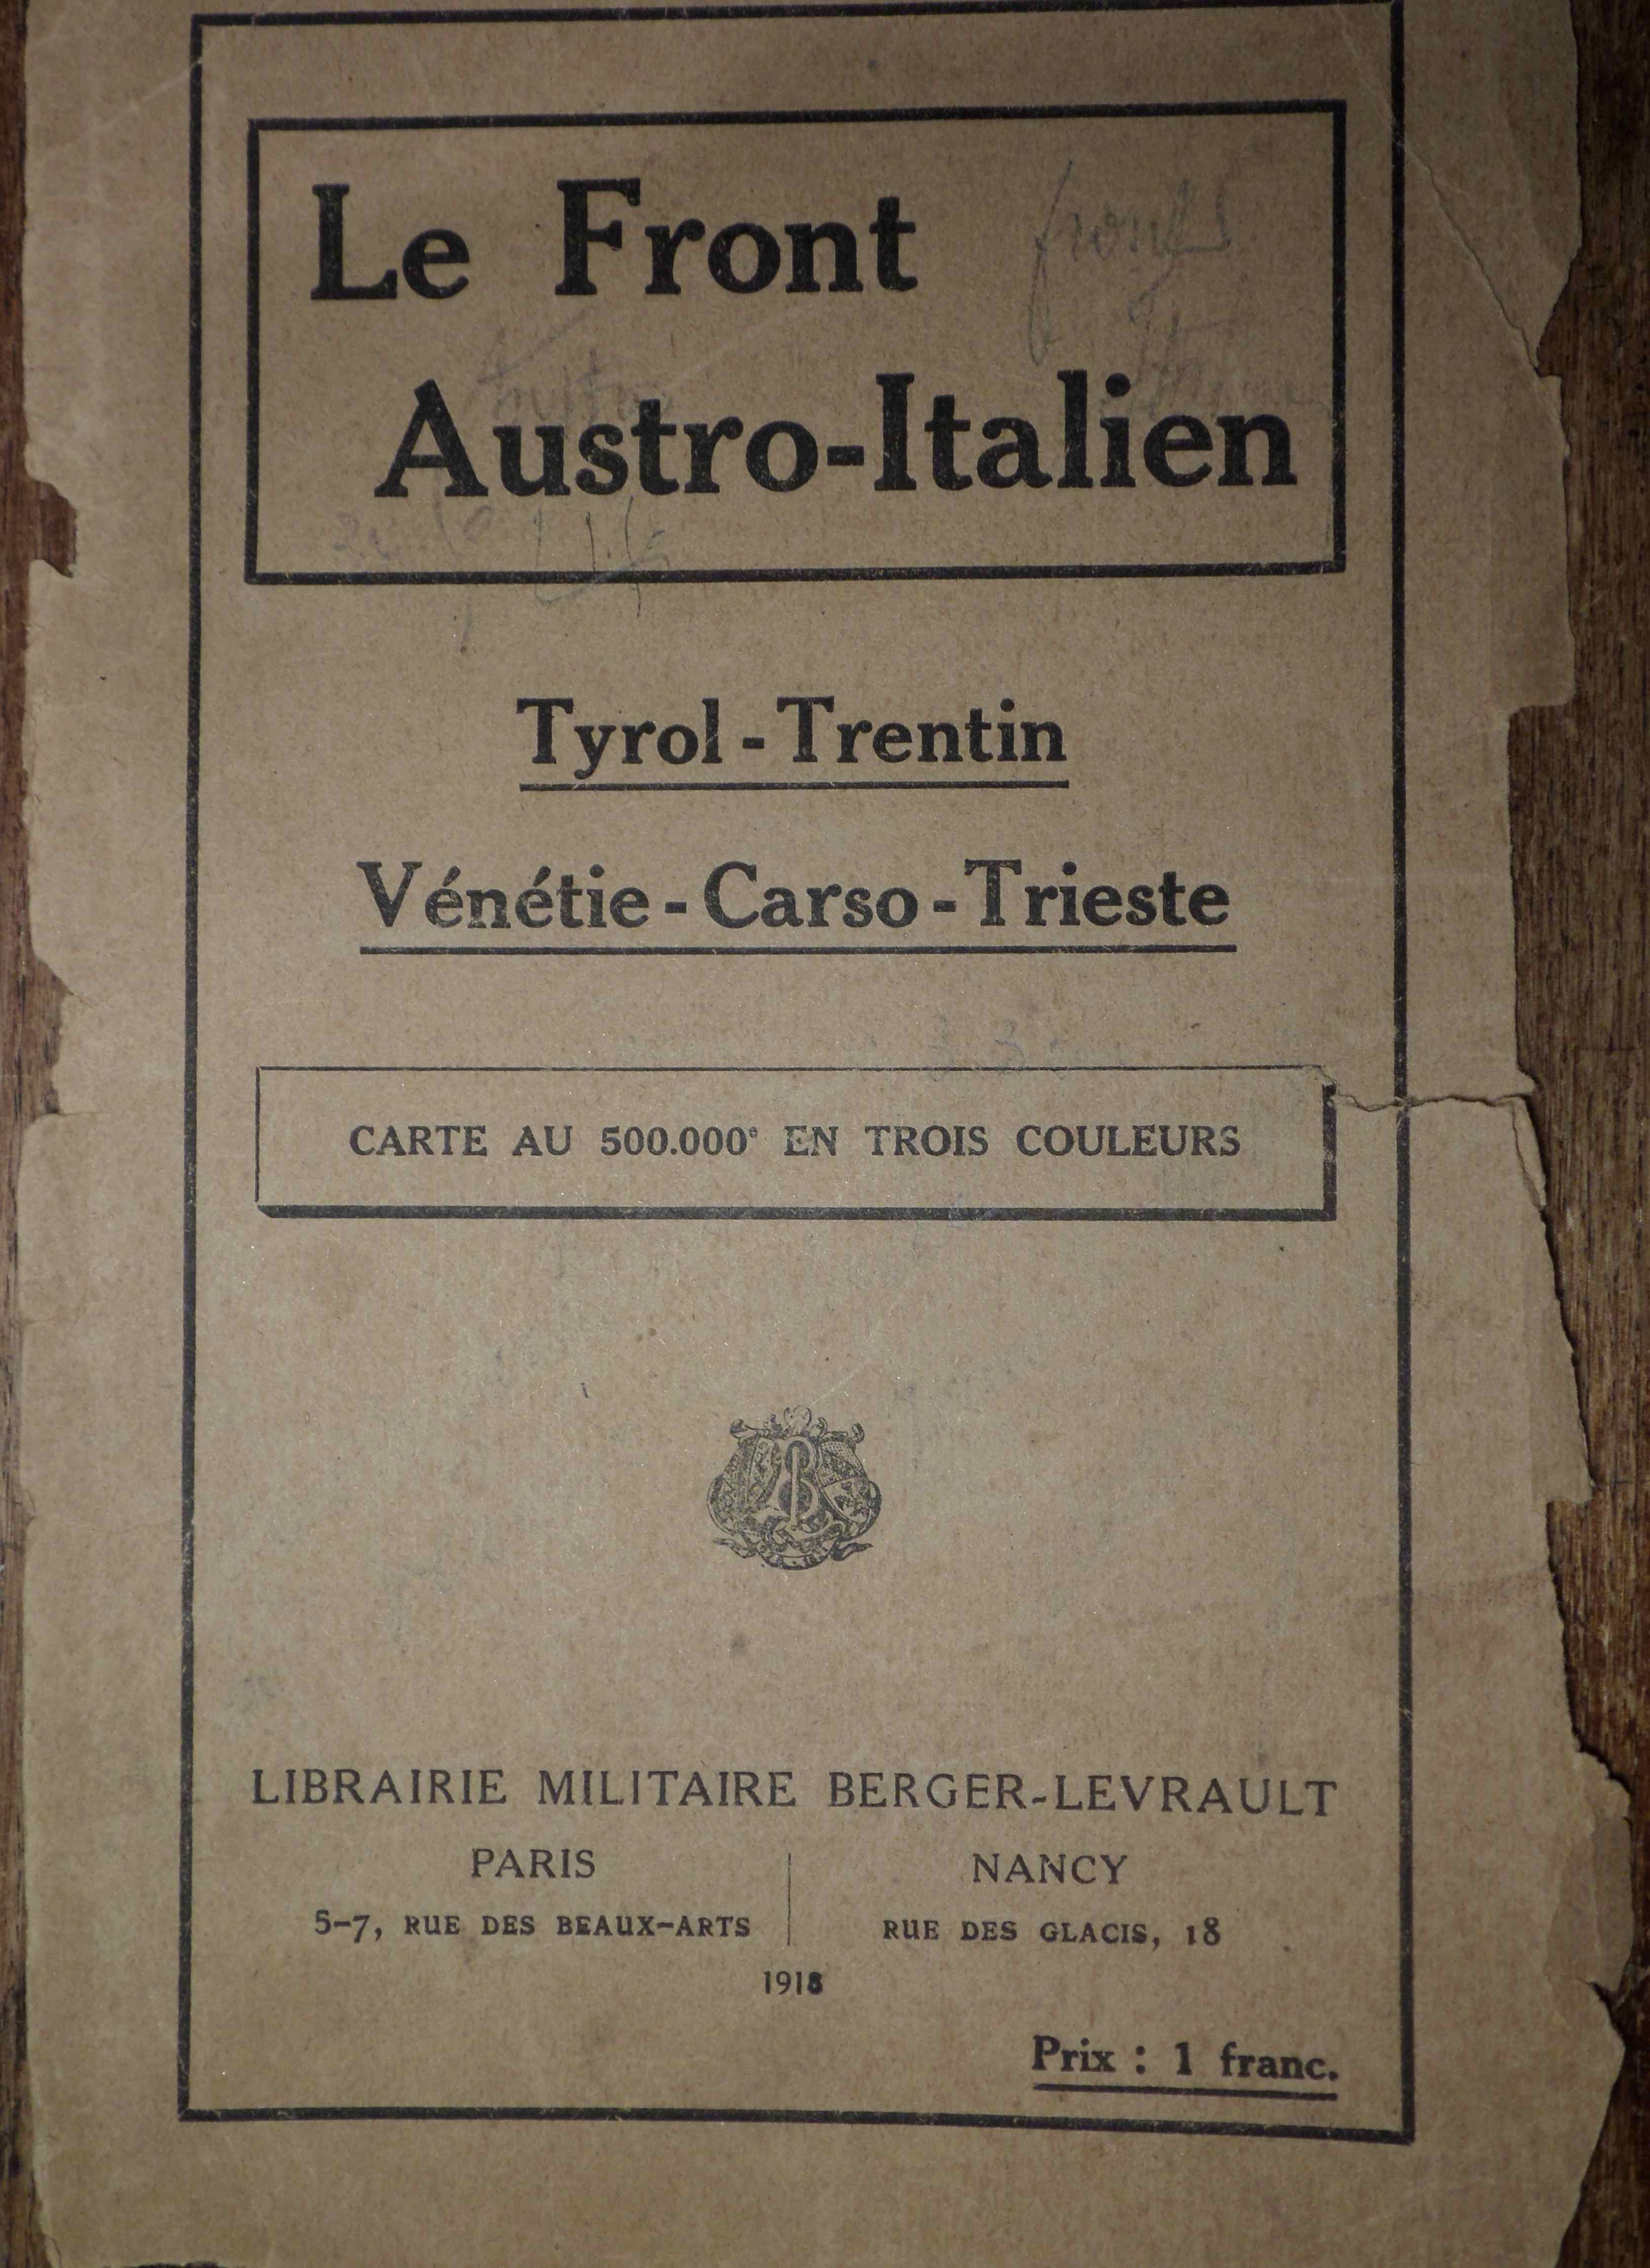 Le Front
fronts
Austro-Italien
Tyrol - Trentin
Vénétie - Carso - Trieste
CARTE AU 500.000e EN TROIS COULEURS
LIBRAIRIE MILITAIRE BERGER-LEVRAULT
PARIS
5-7, RUE DES BEAUX-ARTS
NANCY
RUE DES GLACIS, 18
1918
Prix : 1 franc.